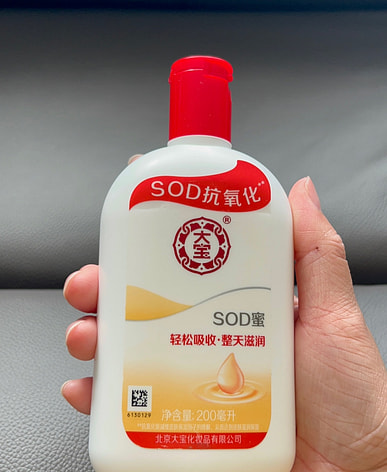 SOD抗氧化**
大宝
®
SOD蜜
轻松吸收·整天滋润
6130129
净含量:200毫升
北京大宝化妆品有限公司